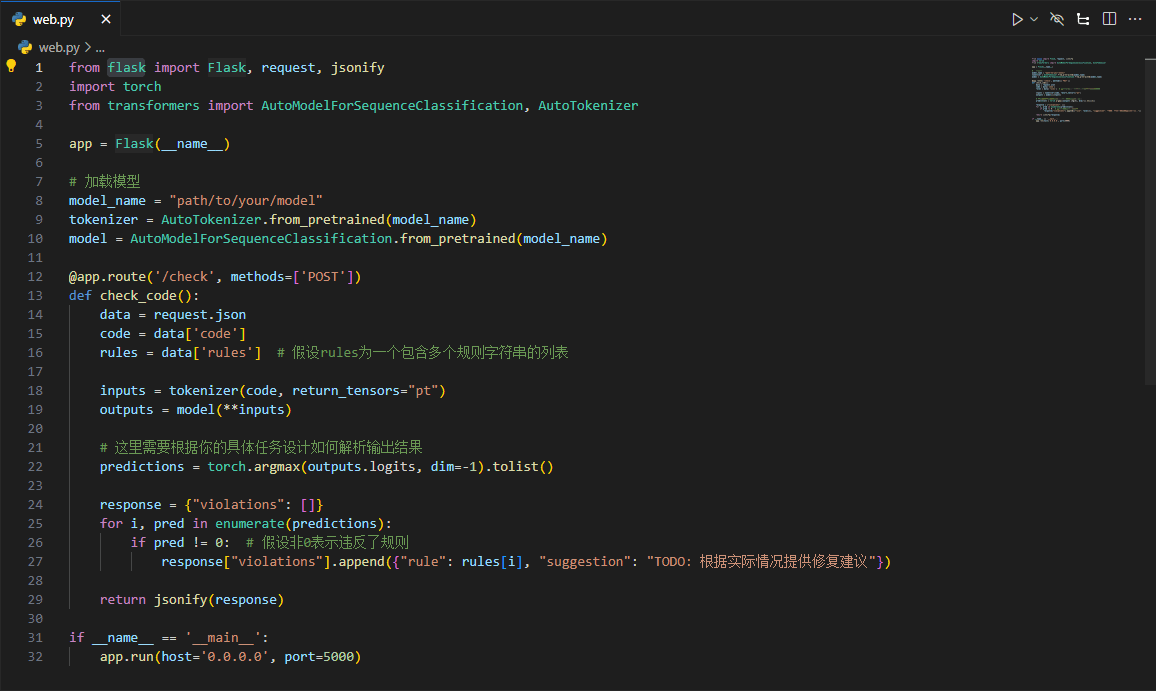 web.py
web.py > ...
1 from flask import Flask, request, jsonify
2 import torch
3 from transformers import AutoModelForSequenceClassification, AutoTokenizer
4
5 app = Flask(__name__)
6
7 # 加载模型
8 model_name = "path/to/your/model"
9 tokenizer = AutoTokenizer.from_pretrained(model_name)
10 model = AutoModelForSequenceClassification.from_pretrained(model_name)
11
12 @app.route('/check', methods=['POST'])
13 def check_code():
14     data = request.json
15     code = data['code']
16     rules = data['rules']  # 假设rules为一个包含多个规则字符串的列表
17
18     inputs = tokenizer(code, return_tensors="pt")
19     outputs = model(**inputs)
20
21     # 这里需要根据你的具体任务设计如何解析输出结果
22     predictions = torch.argmax(outputs.logits, dim=-1).tolist()
23
24     response = {"violations": []}
25     for i, pred in enumerate(predictions):
26         if pred != 0:  # 假设非0表示违反了规则
27             response["violations"].append({"rule": rules[i], "suggestion": "TODO: 根据实际情况提供修复建议"})
28
29     return jsonify(response)
30
31 if __name__ == '__main__':
32     app.run(host='0.0.0.0', port=5000)